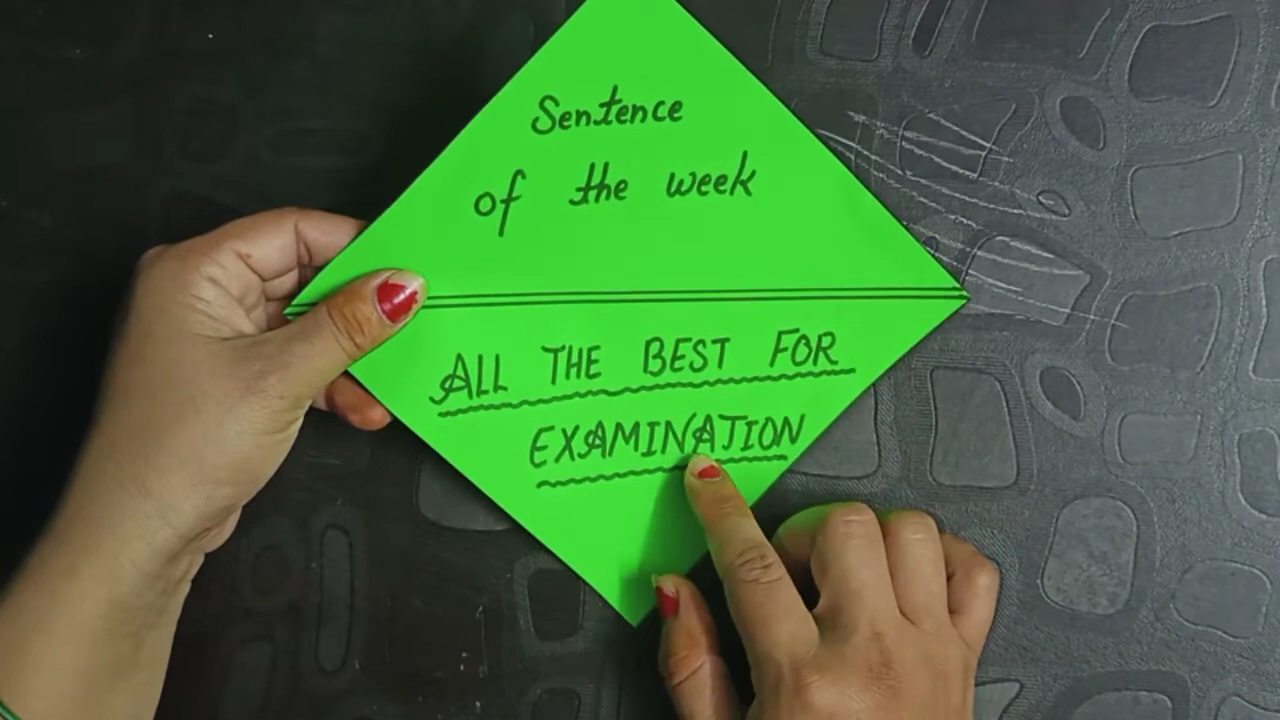 Sentence
of the week
ALL THE BEST FOR
EXAMINATION